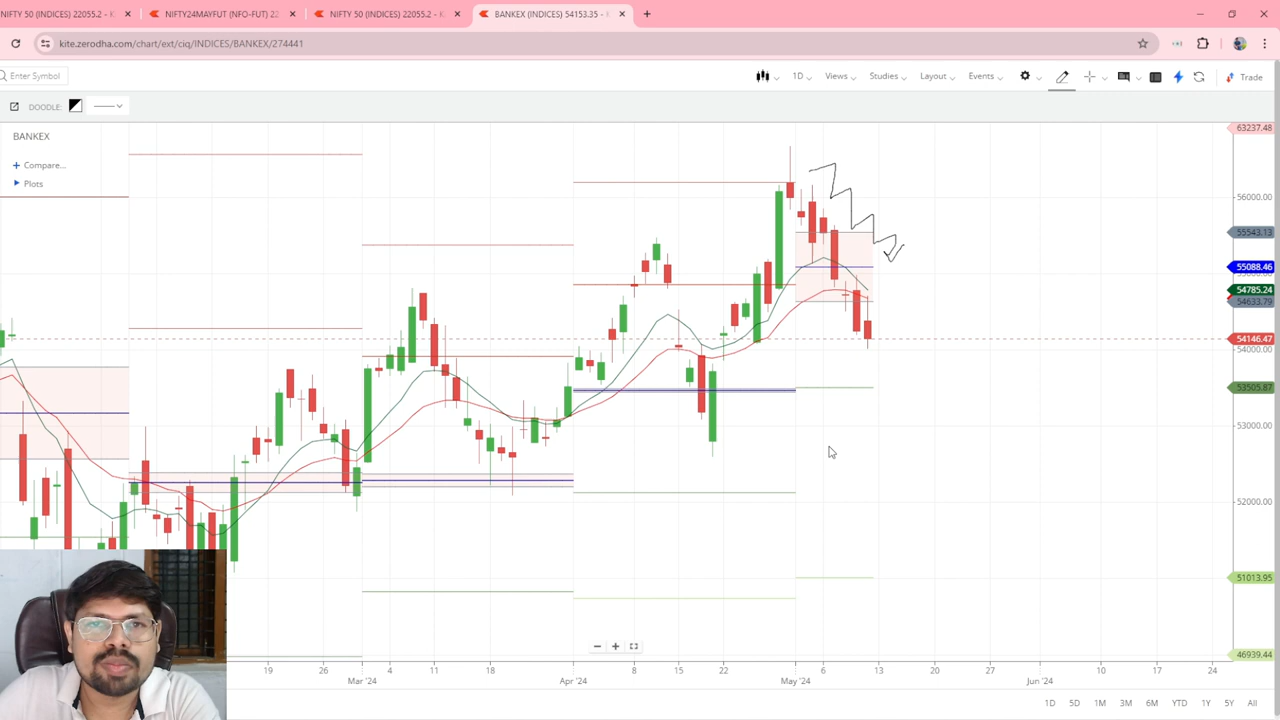 NIFTY 50 (INDICES) 22055.2 - K
NIFTY24MAYFUT (NFO-FUT) 22
NIFTY 50 (INDICES) 22055.2 - K
BANKEX (INDICES) 54153.35 - K
kite.zerodha.com/chart/ext/ciq/INDICES/BANKEX/274441
Enter Symbol
1D
Views
Studies
Layout
Events
Trade
DOODLE:
BANKEX
Compare...
Plots
63237.48
56000.00
55543.13
55088.46
54785.24
54633.79
54146.47
54000.00
53505.87
53000.00
52000.00
51013.95
46939.44
19 26 4 11 18 8 15 22 6 13 20 27 10 17 24
Mar '24 Apr '24 May '24 Jun '24
1D 5D 1M 3M 6M YTD 1Y 5Y All